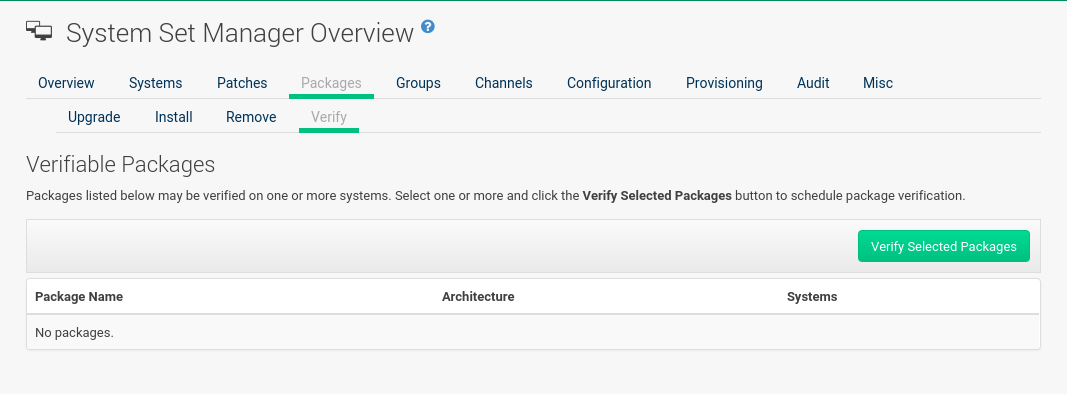 System Set Manager Overview ?
Overview Systems Patches Packages Groups Channels Configuration Provisioning Audit Misc
Upgrade Install Remove Verify
Verifiable Packages
Packages listed below may be verified on one or more systems. Select one or more and click the Verify Selected Packages button to schedule package verification.
Verify Selected Packages
Package Name Architecture Systems
No packages.